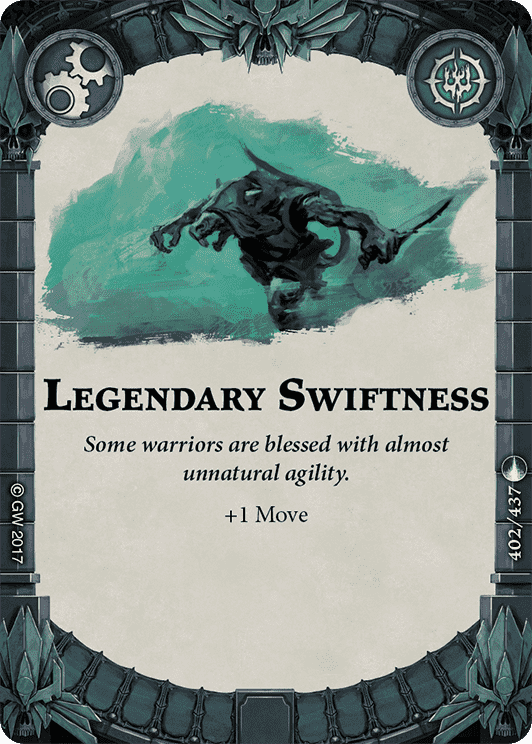 Legendary Swiftness
Some warriors are blessed with almost
unnatural agility.
+1 Move
© GW 2017
402/437